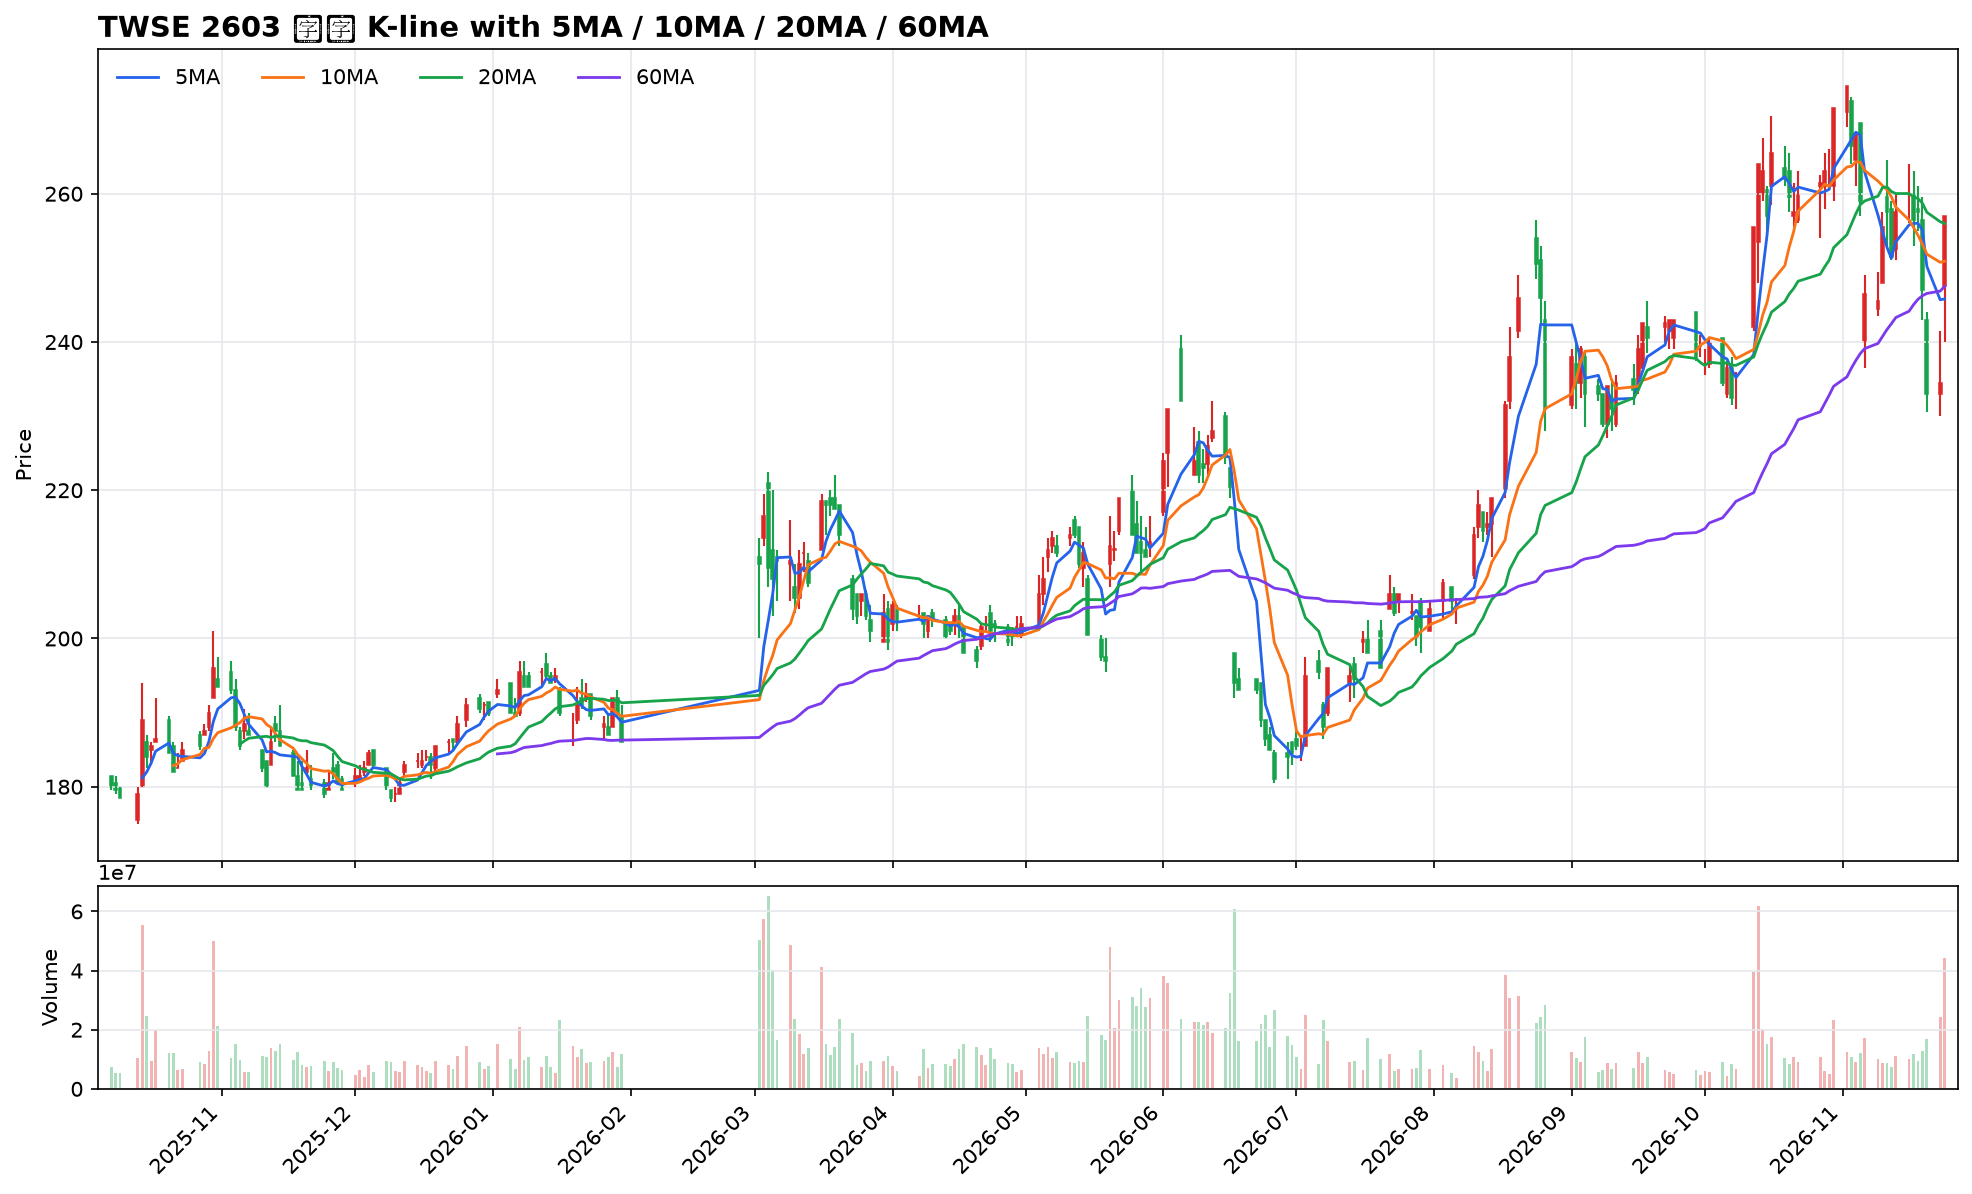 TWSE 2603 字字 K-line with 5MA / 10MA / 20MA / 60MA
5MA 10MA 20MA 60MA
Price
260
240
220
200
180
1e7
Volume
6
4
2
0
2025-11 2025-12 2026-01 2026-02 2026-03 2026-04 2026-05 2026-06 2026-07 2026-08 2026-09 2026-10 2026-11